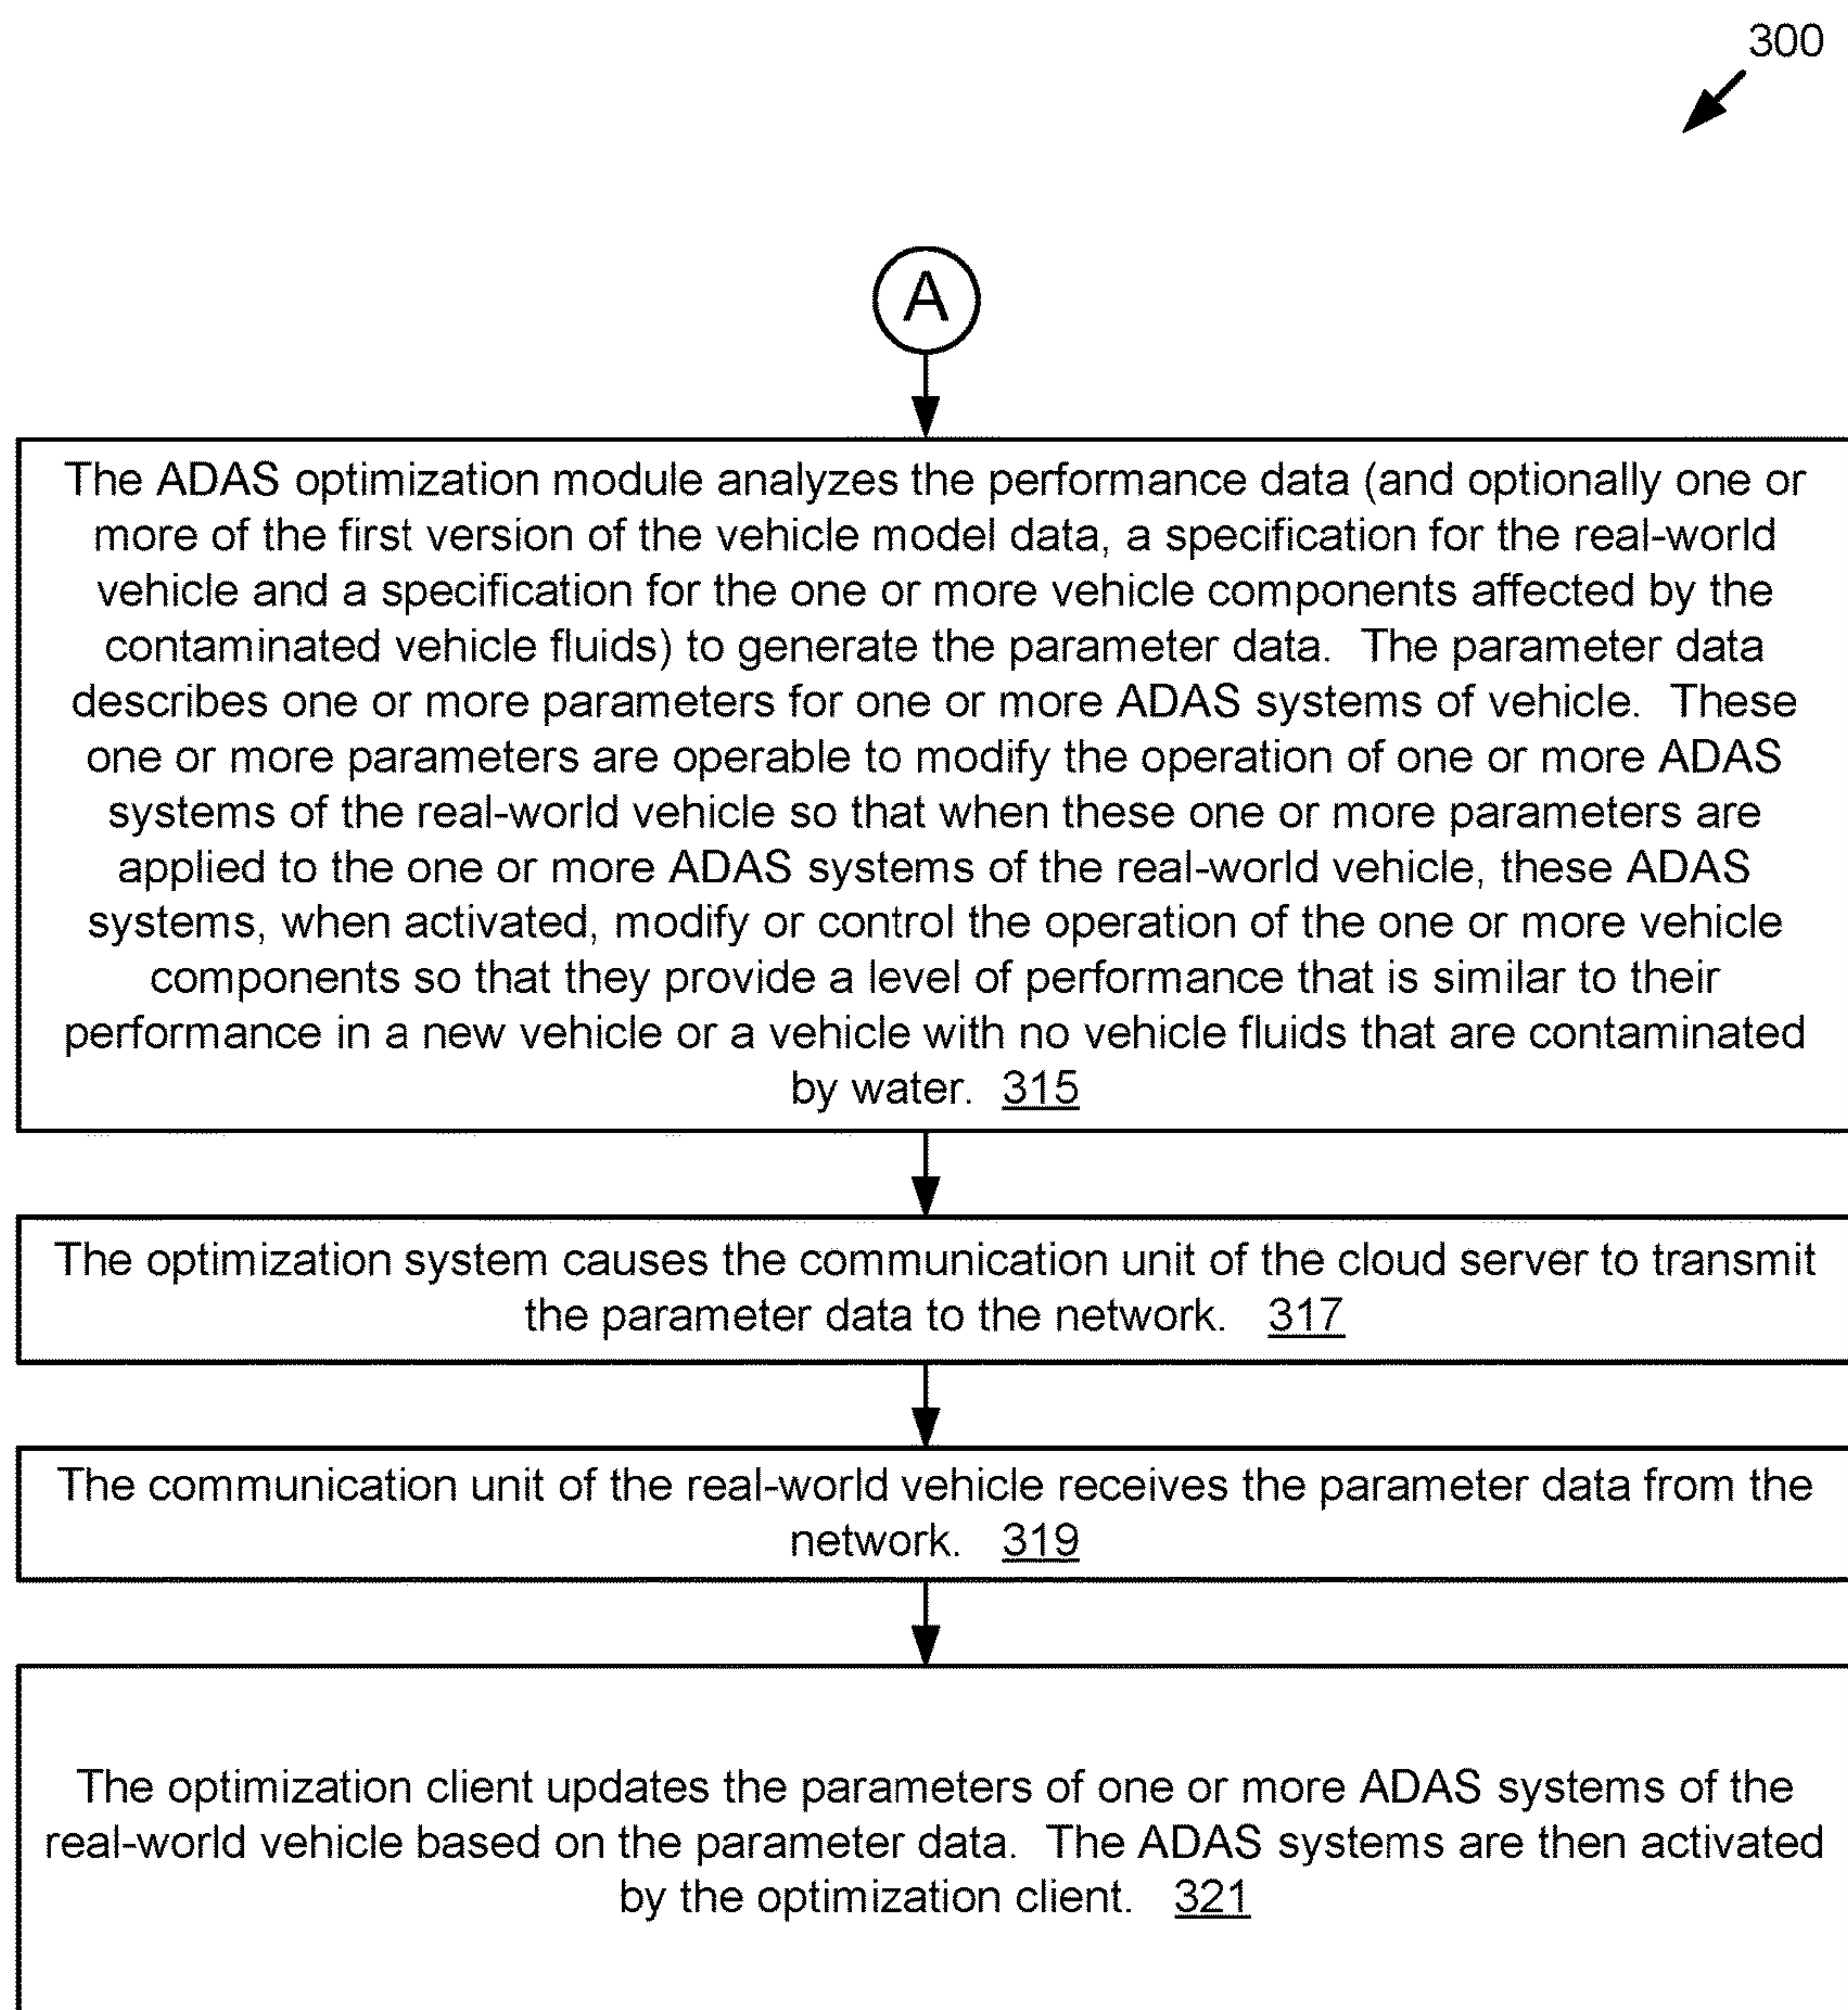 300
A
The ADAS optimization module analyzes the performance data (and optionally one or
more of the first version of the vehicle model data, a specification for the real-world
vehicle and a specification for the one or more vehicle components affected by the
contaminated vehicle fluids) to generate the parameter data. The parameter data
describes one or more parameters for one or more ADAS systems of vehicle. These
one or more parameters are operable to modify the operation of one or more ADAS
systems of the real-world vehicle so that when these one or more parameters are
applied to the one or more ADAS systems of the real-world vehicle, these ADAS
systems, when activated, modify or control the operation of the one or more vehicle
components so that they provide a level of performance that is similar to their
performance in a new vehicle or a vehicle with no vehicle fluids that are contaminated
by water. 315
The optimization system causes the communication unit of the cloud server to transmit
the parameter data to the network. 317
The communication unit of the real-world vehicle receives the parameter data from the
network. 319
The optimization client updates the parameters of one or more ADAS systems of the
real-world vehicle based on the parameter data. The ADAS systems are then activated
by the optimization client. 321